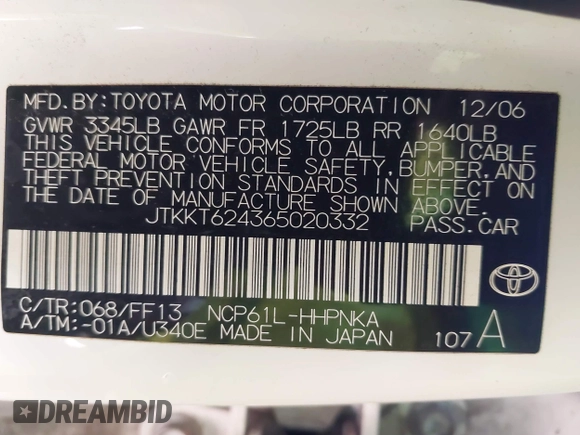 MFD.BY:TOYOTA MOTOR CORPORATION 12/06
GVWR 3345LB GAWR FR 1725LB RR 1640LB
THIS VEHICLE CONFORMS TO ALL APPLICABLE
FEDERAL MOTOR VEHICLE SAFETY,BUMPER,AND
THEFT PREVENTION STANDARDS IN EFFECT ON
THE DATE OF MANUFACTURE SHOWN ABOVE.
JTKKT624365020332 PASS.CAR
C/TR:068/FF13 NCP61L-HHPNKA
A/TM:-01A/U340E MADE IN JAPAN 107 A
TOYOTA
DREAMBID